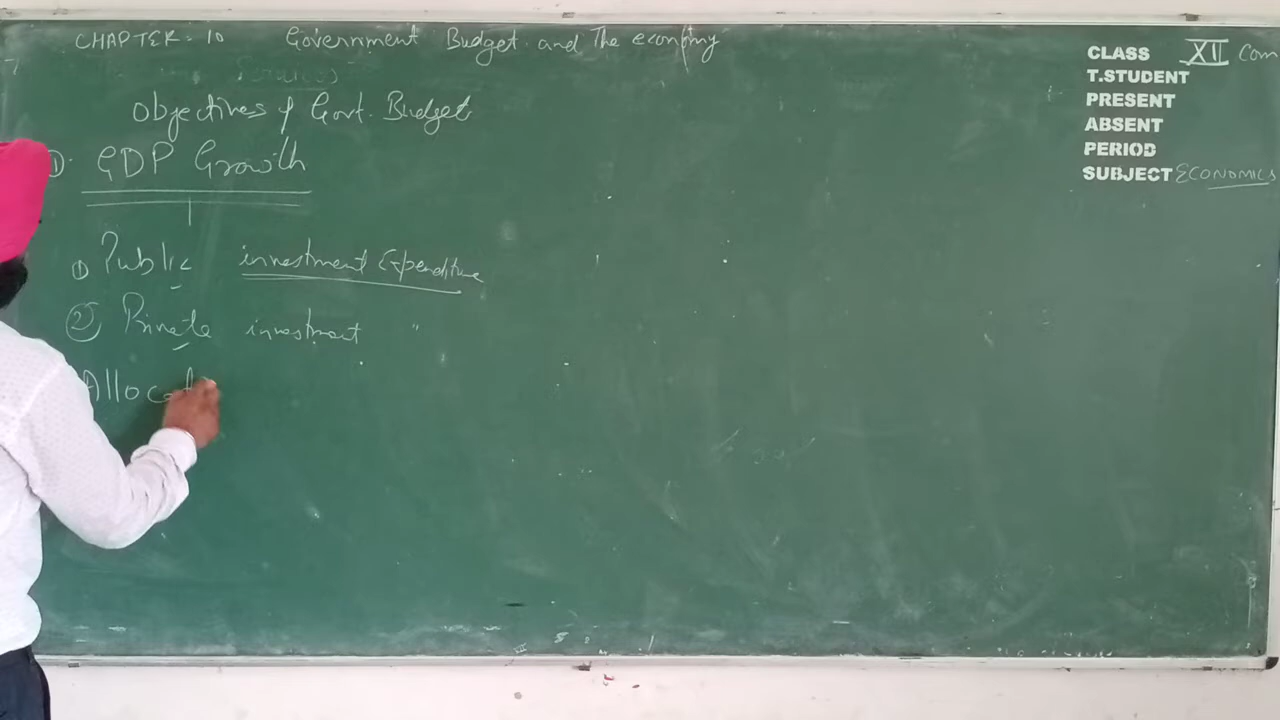 CHAPTER - 10 Government Budget and The economy
Services
Objectives of Govt. Budget
1). GDP Growth
1) Public investment Expenditure
2) Private investment "
Allocat
CLASS XII Com
T.STUDENT
PRESENT
ABSENT
PERIOD
SUBJECT ECONOMICS